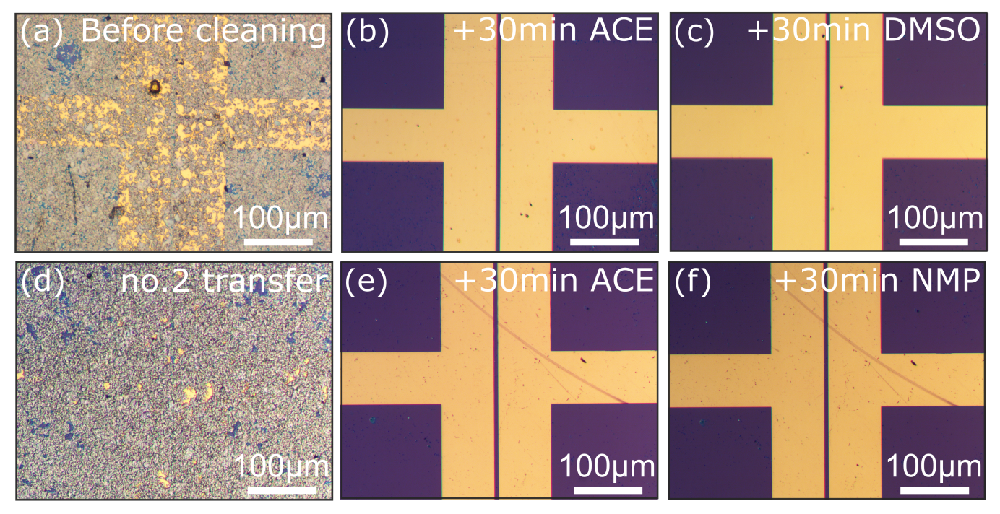 (a) Before cleaning
100μm
(b) +30min ACE
100μm
(c) +30min DMSO
100μm
(d) no.2 transfer
100μm
(e) +30min ACE
100μm
(f) +30min NMP
100μm